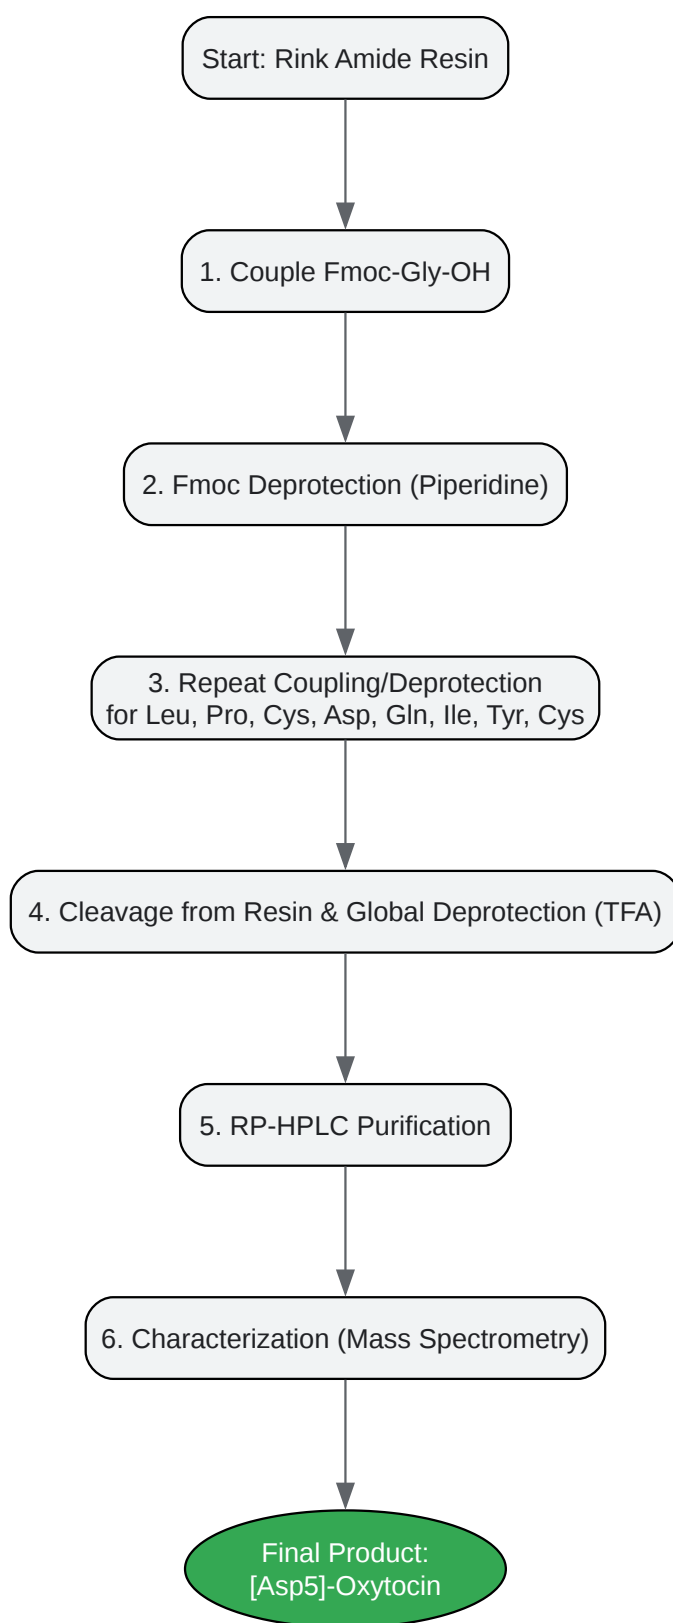 Start: Rink Amide Resin
1. Couple Fmoc-Gly-OH
2. Fmoc Deprotection (Piperidine)
3. Repeat Coupling/Deprotection
for Leu, Pro, Cys, Asp, Gln, Ile, Tyr, Cys
4. Cleavage from Resin & Global Deprotection (TFA)
5. RP-HPLC Purification
6. Characterization (Mass Spectrometry)
Final Product:
[Asp5]-Oxytocin